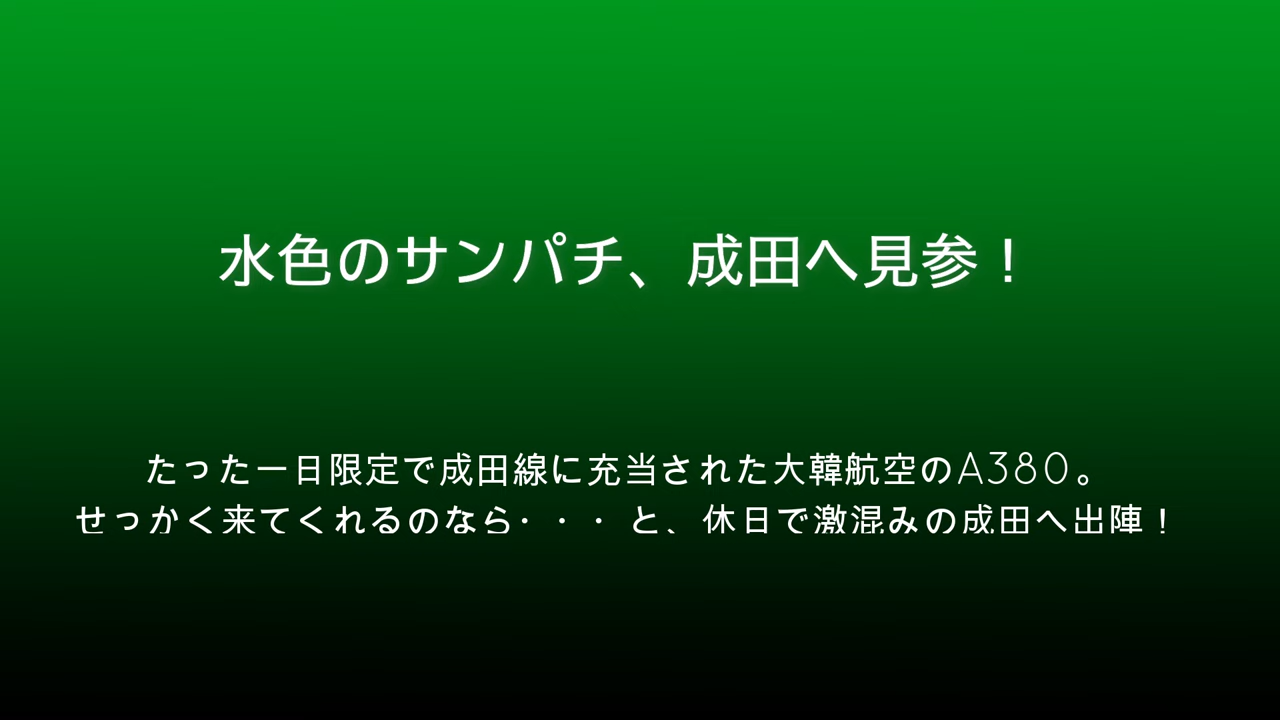 水色のサンパチ、成田へ見参！
たった一日限定で成田線に充当された大韓航空のA380。
せっかく来てくれるのなら・・・と、休日で激混みの成田へ出陣！